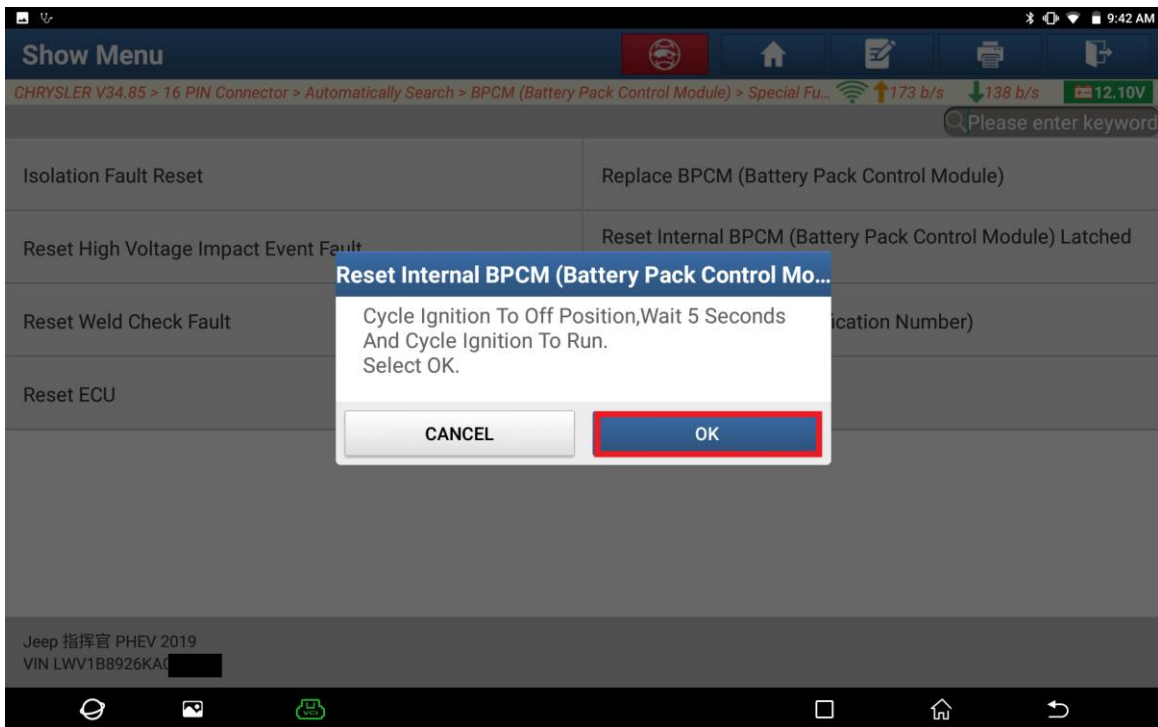 9:42 AM
Show Menu
CHRYSLER V34.85 > 16 PIN Connector > Automatically Search > BPCM (Battery Pack Control Module) > Special Fu... 173 b/s 138 b/s 12.10V
Please enter keyword
Isolation Fault Reset
Replace BPCM (Battery Pack Control Module)
Reset High Voltage Impact Event Fault
Reset Internal BPCM (Battery Pack Control Module) Latched
Reset Internal BPCM (Battery Pack Control Mo...
Cycle Ignition To Off Position,Wait 5 Seconds
And Cycle Ignition To Run.
Select OK.
CANCEL
OK
Reset Weld Check Fault
ication Number)
Reset ECU
Jeep 指挥官 PHEV 2019
VIN LWV1B8926KA
VCI